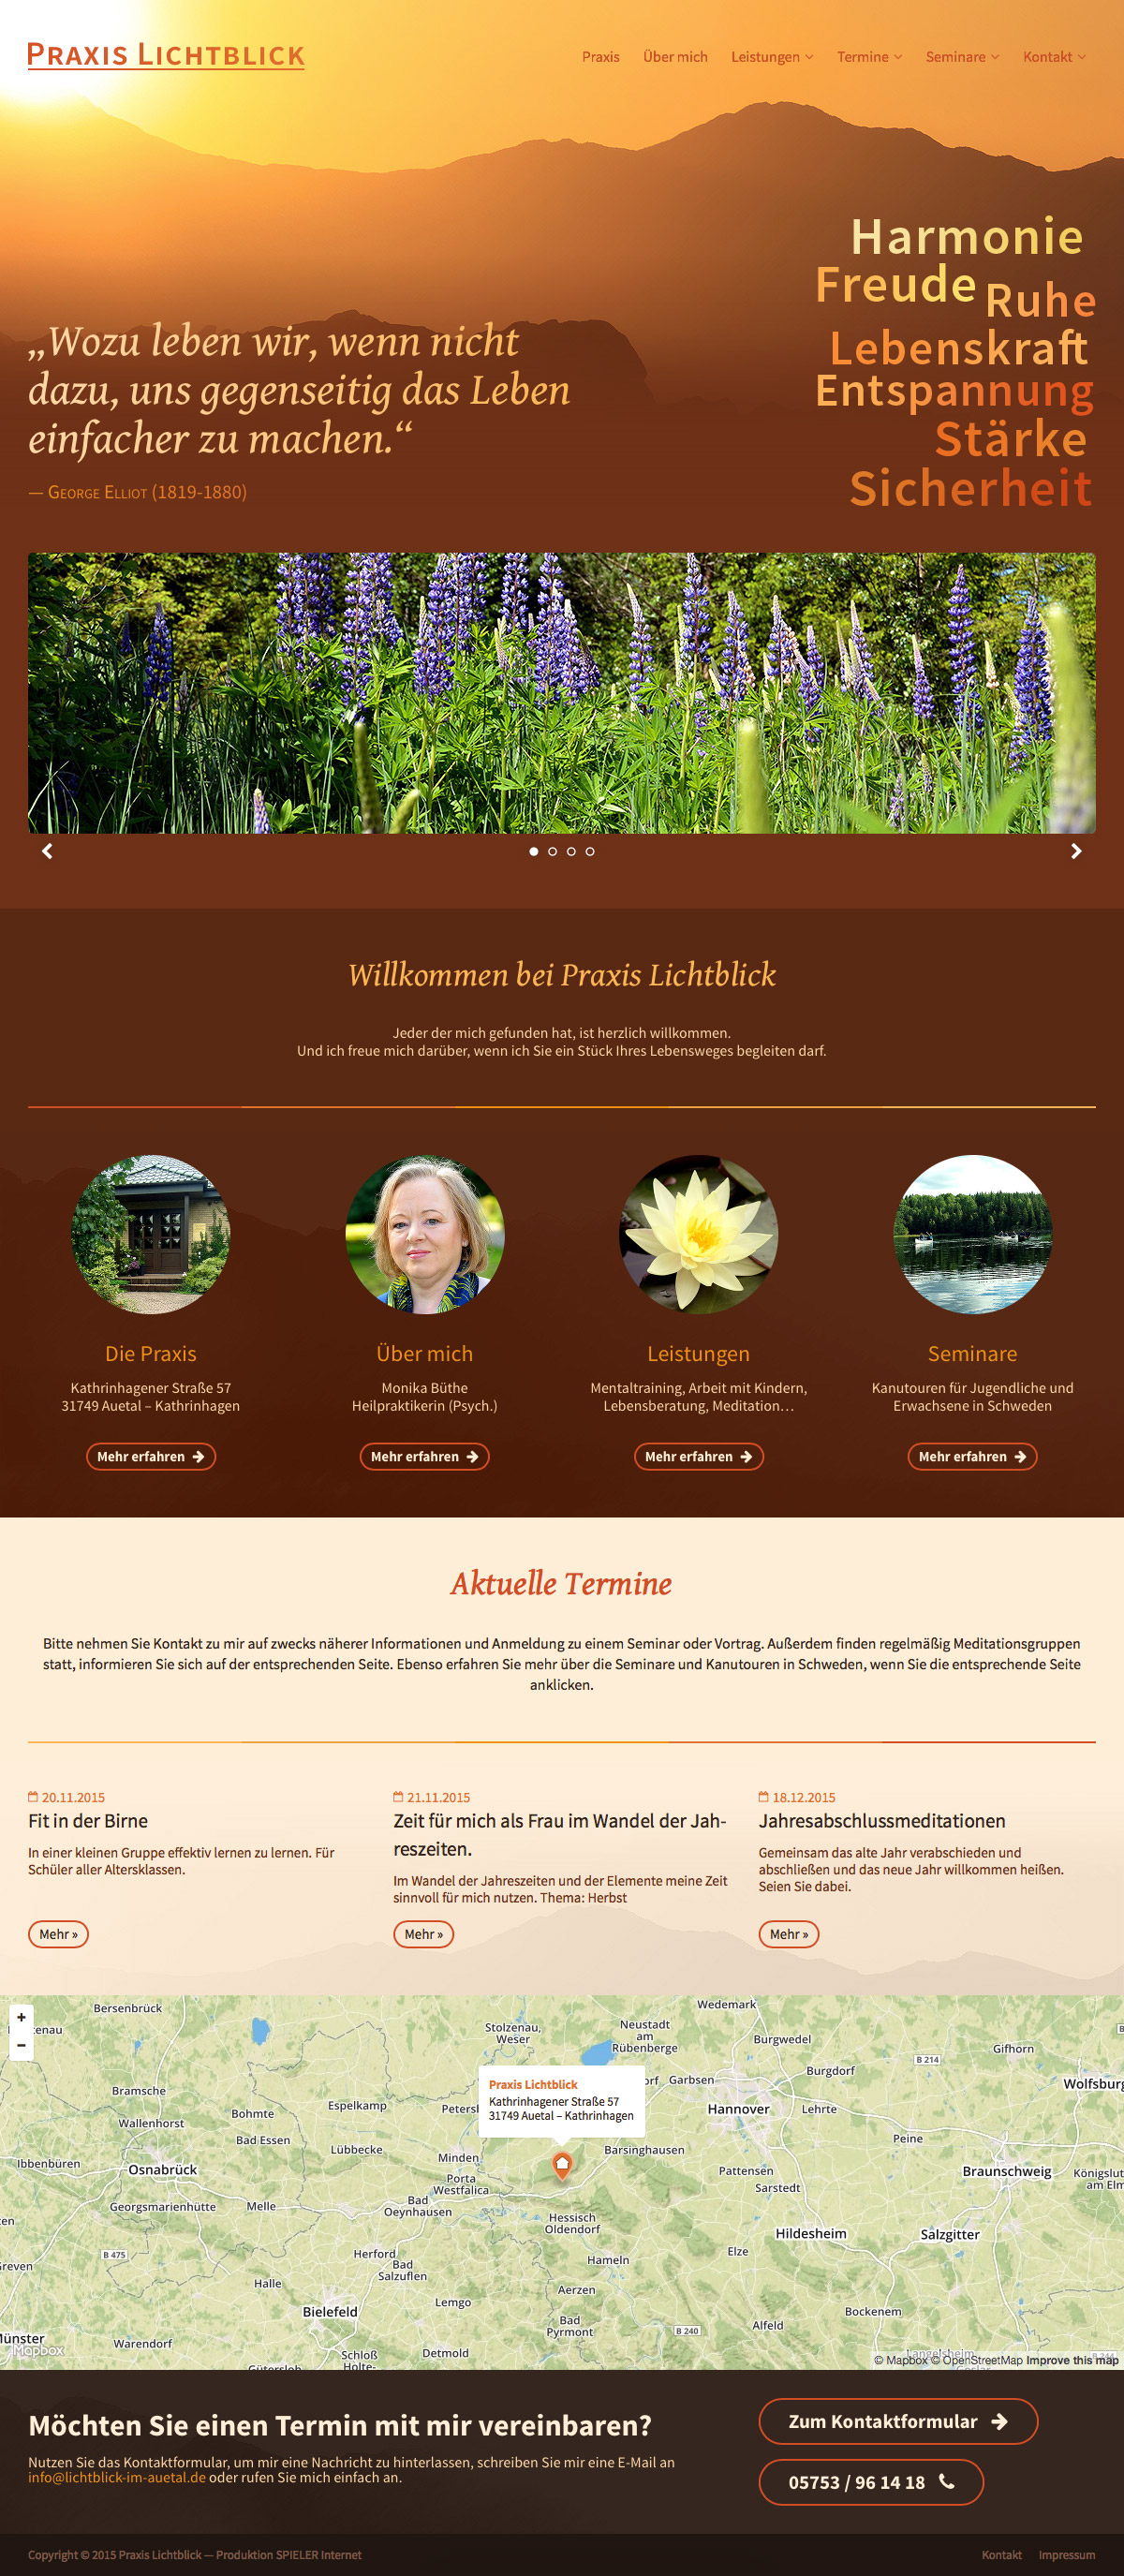 Praxis Lichtblick
Praxis Über mich Leistungen Termine Seminare Kontakt
Harmonie
Freude Ruhe
Lebenskraft
Entspannung
Stärke
Sicherheit
„Wozu leben wir, wenn nicht
dazu, uns gegenseitig das Leben
einfacher zu machen.“
— George Elliot (1819-1880)
Willkommen bei Praxis Lichtblick
Jeder der mich gefunden hat, ist herzlich willkommen.
Und ich freue mich darüber, wenn ich Sie ein Stück Ihres Lebensweges begleiten darf.
Die Praxis
Kathrinhagener Straße 57
31749 Auetal – Kathrinhagen
Mehr erfahren
Über mich
Monika Büthe
Heilpraktikerin (Psych.)
Mehr erfahren
Leistungen
Mentaltraining, Arbeit mit Kindern,
Lebensberatung, Meditation…
Mehr erfahren
Seminare
Kanutouren für Jugendliche und
Erwachsene in Schweden
Mehr erfahren
Aktuelle Termine
Bitte nehmen Sie Kontakt zu mir auf zwecks näherer Informationen und Anmeldung zu einem Seminar oder Vortrag. Außerdem finden regelmäßig Meditationsgruppen
statt, informieren Sie sich auf der entsprechenden Seite. Ebenso erfahren Sie mehr über die Seminare und Kanutouren in Schweden, wenn Sie die entsprechende Seite
anklicken.
20.11.2015
Fit in der Birne
In einer kleinen Gruppe effektiv lernen zu lernen. Für
Schüler aller Altersklassen.
Mehr »
21.11.2015
Zeit für mich als Frau im Wandel der Jah-
reszeiten.
Im Wandel der Jahreszeiten und der Elemente meine Zeit
sinnvoll für mich nutzen. Thema: Herbst
Mehr »
18.12.2015
Jahresabschlussmeditationen
Gemeinsam das alte Jahr verabschieden und
abschließen und das neue Jahr willkommen heißen.
Seien Sie dabei.
Mehr »
+
−
Bersenbrück
Wedemark
Stolzenau,
Weser
Neustadt
am
Rübenberge
Burgwedel
Gifhorn
B 214
Burgdorf
Garbsen
Wolfsburg
Praxis Lichtblick
Kathrinhagener Straße 57
31749 Auetal – Kathrinhagen
Bramsche
Espelkamp
Bohmte
Wallenhorst
Hannover
Lehrte
Bad Essen
Lübbecke
Barsinghausen
Peine
Minden
Ibbenbüren
Osnabrück
Pattensen
Braunschweig
Königslut
am Elm
Porta
Westfalica
Sarstedt
Georgsmarienhütte
Melle
Bad
Oeynhausen
Hessisch
Oldendorf
Hildesheim
Salzgitter
B 475
Herford
Bad
Salzuflen
Hameln
Elze
Halle
Aerzen
Lemgo
Bielefeld
Bockenem
Bad
Pyrmont
B 240
Alfeld
Münster
Warendorf
Detmold
Schloß
Holte-
Gütersloh
Langelsheim
Goslar
Mapbox
© Mapbox © OpenStreetMap Improve this map
Möchten Sie einen Termin mit mir vereinbaren?
Nutzen Sie das Kontaktformular, um mir eine Nachricht zu hinterlassen, schreiben Sie mir eine E-Mail an
info@lichtblick-im-auetal.de oder rufen Sie mich einfach an.
Zum Kontaktformular
05753 / 96 14 18
Copyright © 2015 Praxis Lichtblick — Produktion SPIELER Internet
Kontakt Impressum